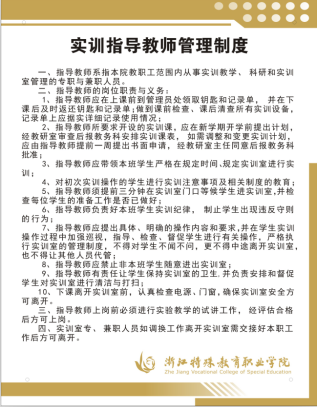 实训指导教师管理制度
一、指导教师系指本院教职工范围内从事实训教学、科研和实训
室管理的专职与兼职人员。
二、指导教师的岗位职责与义务：
1、指导教师应在上课前到管理员处领取钥匙和记录单， 并在下
课后及时返还钥匙和记录单;做到课前检查、课后清查所有实训设备,
记录单上应据实详细记录使用情况；
2、指导教师所要求开设的实训课,应在新学期开学前提出计划,
经教研室审查后报教务科安排实训课表， 如需调整和变更实训计划,
应由指导教师提前一周提出书面申请， 经教研室主任同意后报教务科
批准；
3、指导教师应带领本班学生严格在规定时间、规定实训室进行实
训；
4、对初次实训操作的学生进行实训注意事项及相关制度的教育；
5、指导教师须提前三分钟在实训室门口等候学生进实训室,并检
查每位学生的准备工作是否已做好；
6、指导教师负责好本班学生实训纪律， 制止学生出现违反守则
的行为；
7、指导教师应提出具体、明确的操作内容和要求,并在学生实训
操作过程中加强巡视，指导、检查、督促学生进行有关操作。严格执
行实训室的管理制度，不得对学生不闻不问，更不得中途离开实训室,
也不得让其他人员代管；
8、指导教师应禁止非本班学生随意进出实训室；
9、指导教师有责任让学生保持实训室的卫生.并负责安排和督促
学生对实训室进行清洁与打扫；
10、下课离开实训室前，认真检查电源、门窗,确保实训室安全方
可离开。
三、指导教师上岗前必须进行实验教学的试讲工作， 经评估合格
后方可上岗。
四、实训室专、兼职人员如调换工作离开实训室需交接好本职工
作后方可离开。
浙江特殊教育职业学院
Zhe Jiang Vocational College of Special Education